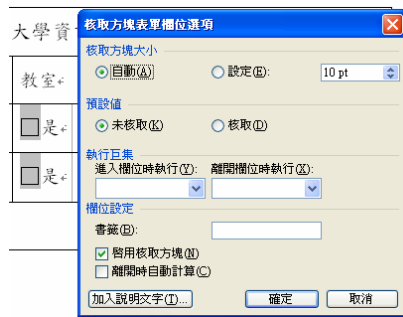 大學資
教室
是
是
核取方塊表單欄位選項
核取方塊大小
自動(A) 設定(E): 10 pt
預設值
未核取(K) 核取(D)
執行巨集
進入欄位時執行(Y): 離開欄位時執行(X):
欄位設定
書籤(B):
啓用核取方塊(N)
離開時自動計算(C)
加入說明文字(T)... 確定 取消